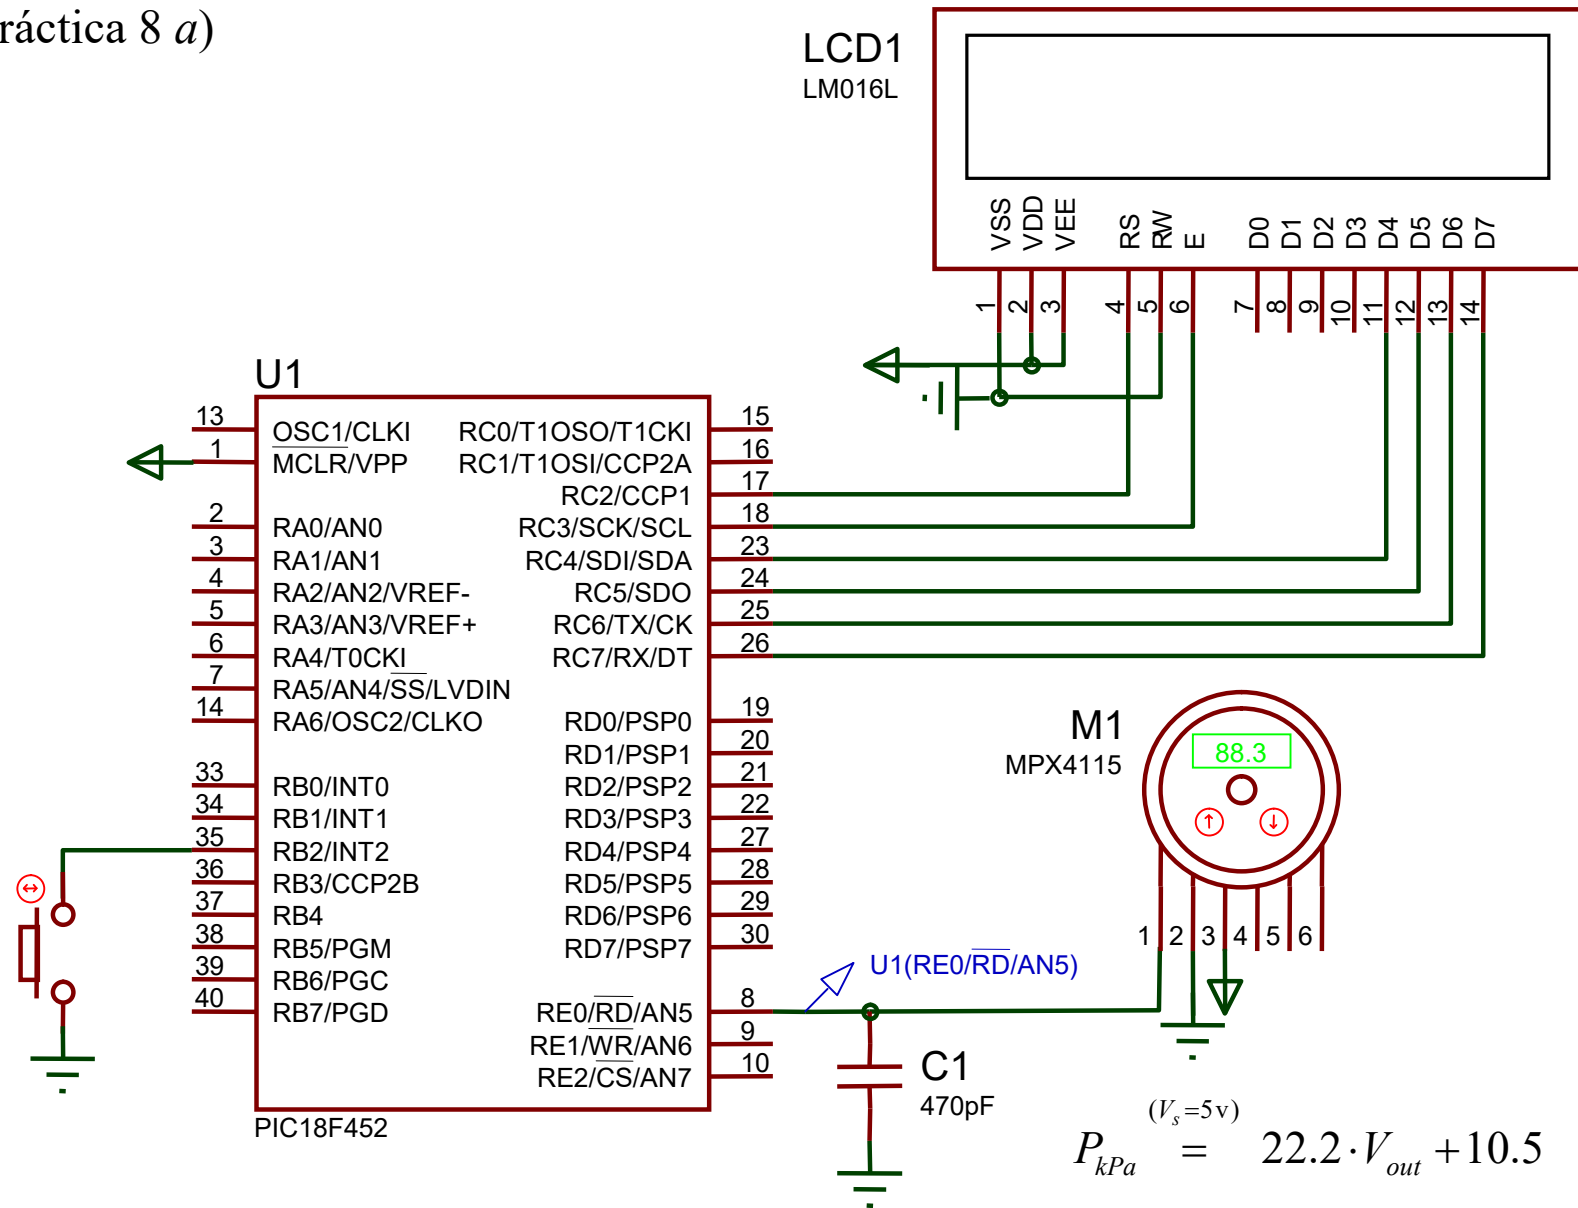 ráctica 8 a)
LCD1
LM016L
VSS
VDD
VEE
RS
RW
E
D0
D1
D2
D3
D4
D5
D6
D7
1
2
3
4
5
6
7
8
9
10
11
12
13
14
U1
13
OSC1/CLKI
1
MCLR/VPP
2
RA0/AN0
3
RA1/AN1
4
RA2/AN2/VREF-
5
RA3/AN3/VREF+
6
RA4/T0CKI
7
RA5/AN4/SS/LVDIN
14
RA6/OSC2/CLKO
33
RB0/INT0
34
RB1/INT1
35
RB2/INT2
36
RB3/CCP2B
37
RB4
38
RB5/PGM
39
RB6/PGC
40
RB7/PGD
RC0/T1OSO/T1CKI
15
RC1/T1OSI/CCP2A
16
RC2/CCP1
17
RC3/SCK/SCL
18
RC4/SDI/SDA
23
RC5/SDO
24
RC6/TX/CK
25
RC7/RX/DT
26
RD0/PSP0
19
RD1/PSP1
20
RD2/PSP2
21
RD3/PSP3
22
RD4/PSP4
27
RD5/PSP5
28
RD6/PSP6
29
RD7/PSP7
30
RE0/RD/AN5
8
RE1/WR/AN6
9
RE2/CS/AN7
10
PIC18F452
M1
MPX4115
88.3
1
2
3
4
5
6
U1(RE0/RD/AN5)
C1
470pF
(Vs=5v)
PkPa = 22.2·Vout+10.5